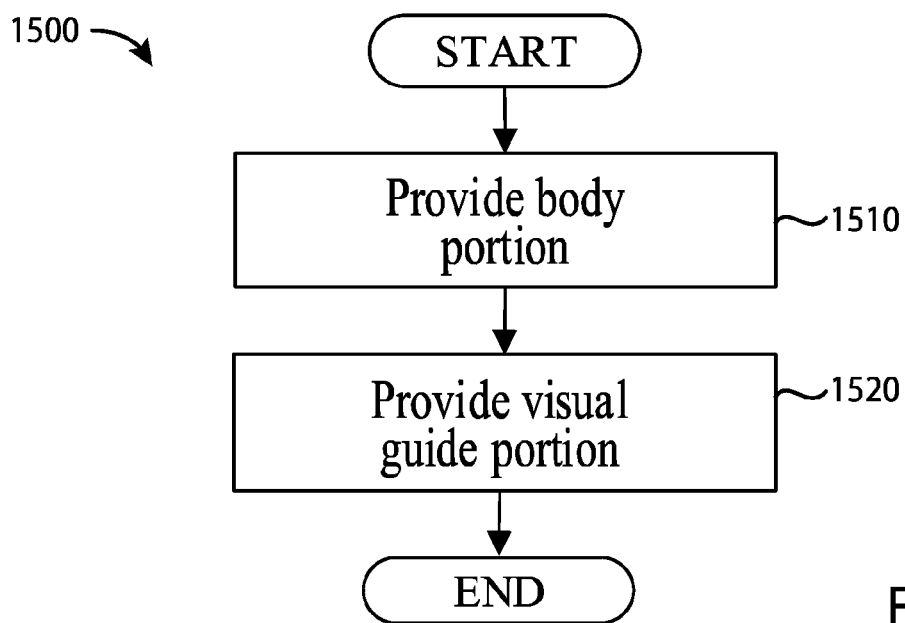 1500
START
Provide body
portion
1510
Provide visual
guide portion
1520
END
F